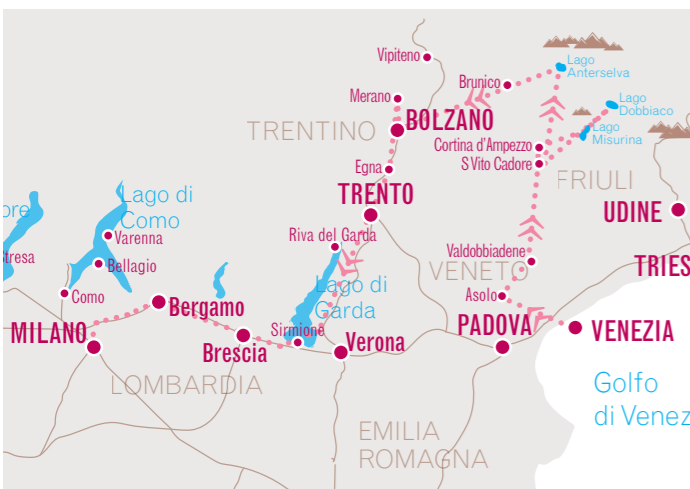 Vipiteno
Lago
Anterselva
Brunico
Merano
Lago
Dobbiaco
BOLZANO
TRENTINO
Lago
Misurina
Cortina d'Ampezzo
S Vito Cadore
Egna
FRIULI
TRENTO
Lago di
Como
ore
UDINE
Varenna
Riva del Garda
Stresa
Valdobbiadene
Bellagio
VENETO
TRIES
Lago di
Garda
Como
Asolo
Bergamo
Sirmione
MILANO
PADOVA
VENEZIA
Verona
Brescia
LOMBARDIA
Golfo
di Venez
EMILIA
ROMAGNA